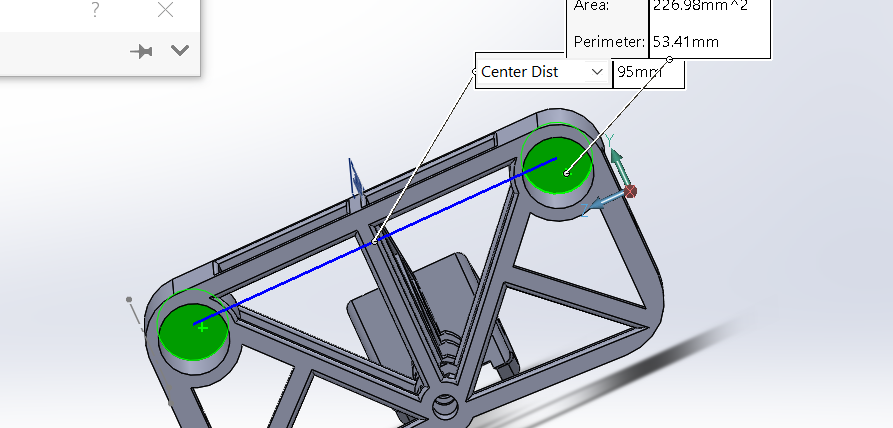 ?
Area: 226.98mm^2
Perimeter: 53.41mm
Center Dist 95mm
Y
Z